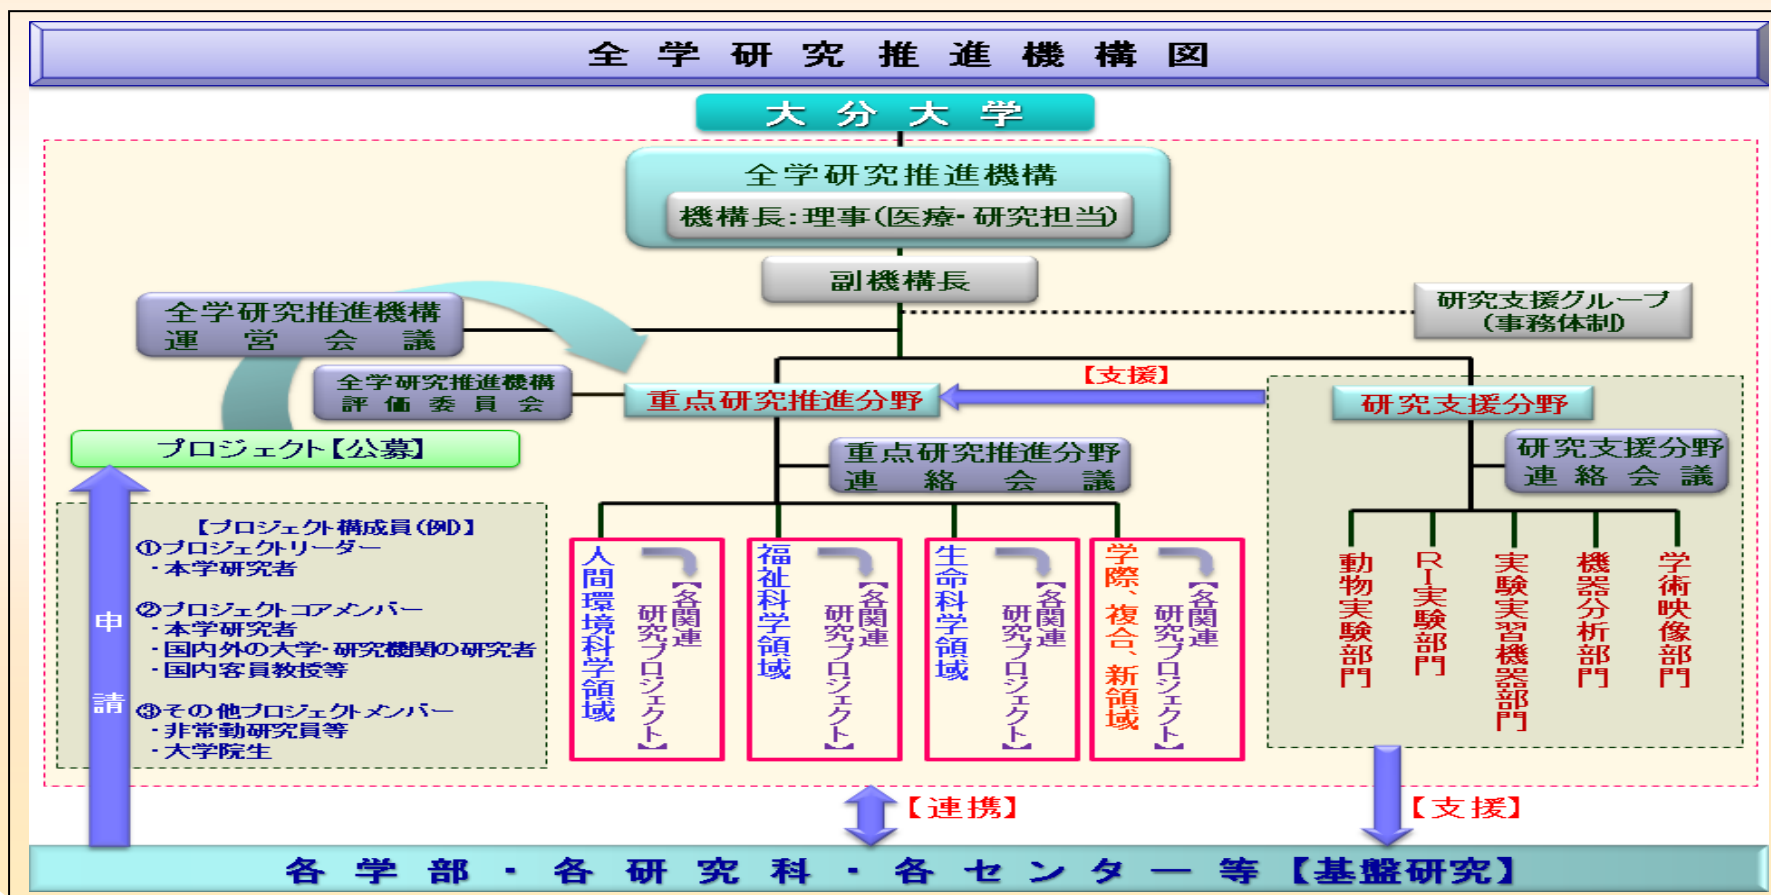 全学研究推進機構図
大分大学
全学研究推進機構
機構長:理事(医療・研究担当)
副機構長
全学研究推進機構
運営会議
研究支援グループ
(事務体制)
全学研究推進機構
評価委員会
重点研究推進分野
【支援】
研究支援分野
プロジェクト【公募】
重点研究推進分野
連絡会議
研究支援分野
連絡会議
申請
【プロジェクト構成員(例)】
①プロジェクトリーダー
・本学研究者
②プロジェクトコアメンバー
・本学研究者
・国内外の大学・研究機関の研究者
・国内客員教授等
③その他プロジェクトメンバー
・非常勤研究員等
・大学院生
人間環境科学領域
【各関連
研究プロジェクト】
福祉科学領域
【各関連
研究プロジェクト】
生命科学領域
【各関連
研究プロジェクト】
学際、複合、新領域
【各関連
研究プロジェクト】
動物実験部門
RI実験部門
実験実習機器部門
機器分析部門
学術映像部門
【連携】
【支援】
各学部・各研究科・各センター等【基盤研究】